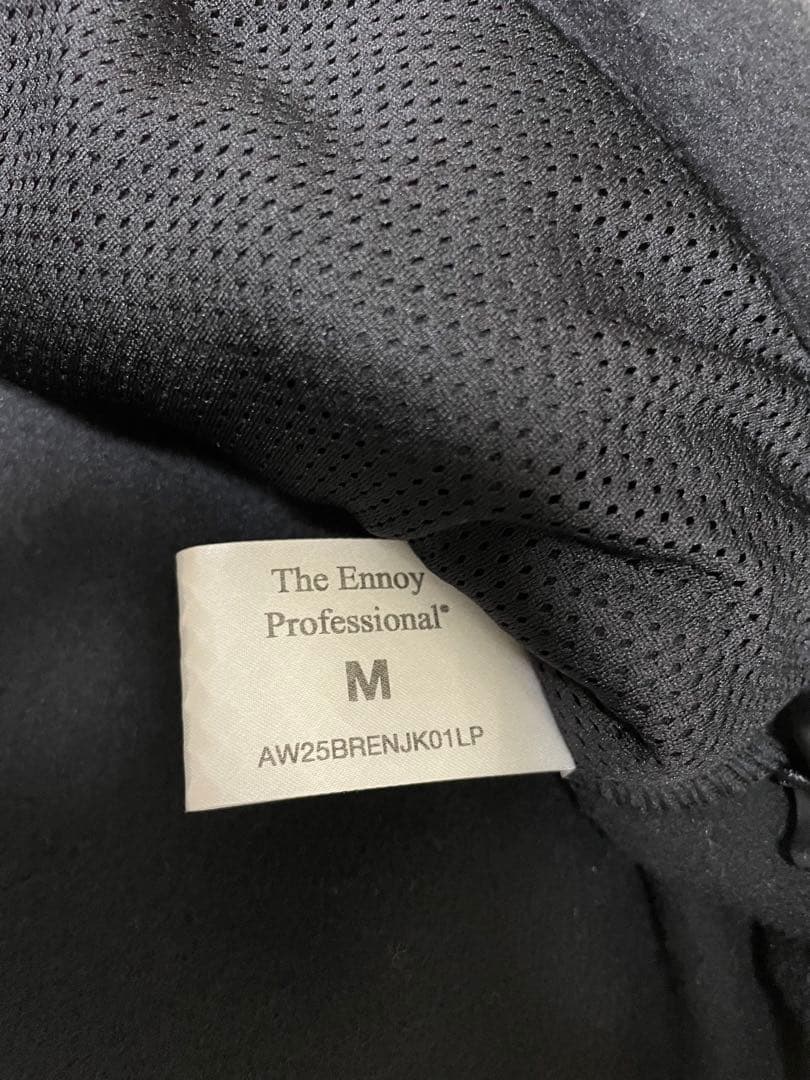 The Ennoy
Professional®
M
AW25BRENJK01LP